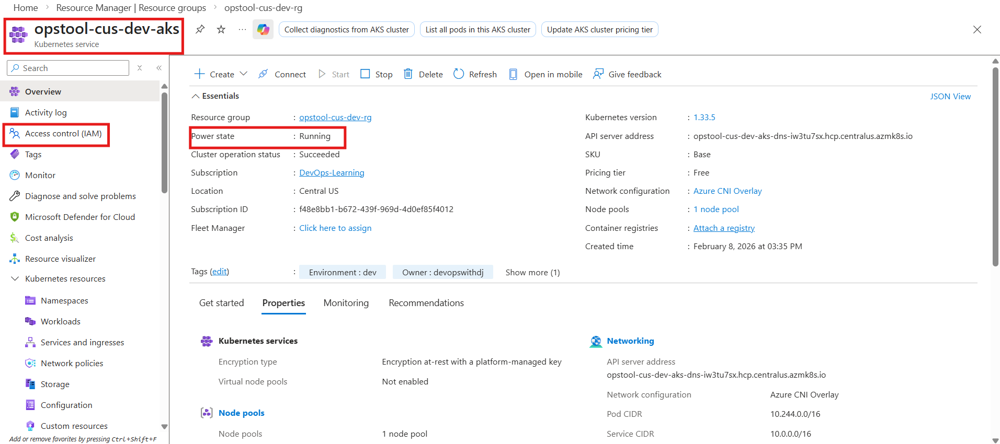 Home > Resource Manager | Resource groups > opstool-cus-dev-rg
opstool-cus-dev-aks
Kubernetes service
Collect diagnostics from AKS cluster
List all pods in this AKS cluster
Update AKS cluster pricing tier
Search
Overview
Activity log
Access control (IAM)
Tags
Monitor
Diagnose and solve problems
Microsoft Defender for Cloud
Cost analysis
Resource visualizer
Kubernetes resources
Namespaces
Workloads
Services and ingresses
Network policies
Storage
Configuration
Custom resources
Add or remove favorites by pressing Ctrl+Shift+F
Create Connect Start Stop Delete Refresh Open in mobile Give feedback
Essentials
JSON View
Resource group : opstool-cus-dev-rg
Power state : Running
Cluster operation status : Succeeded
Subscription : DevOps-Learning
Location : Central US
Subscription ID : f48e8bb1-b672-439f-969d-4d0ef85f4012
Fleet Manager : Click here to assign
Kubernetes version : 1.33.5
API server address : opstool-cus-dev-aks-dns-iw3tu7sx.hcp.centralus.azmk8s.io
SKU : Base
Pricing tier : Free
Network configuration : Azure CNI Overlay
Node pools : 1 node pool
Container registries : Attach a registry
Created time : February 8, 2026 at 03:35 PM
Tags (edit) : Environment : dev Owner : devopswithdj Show more (1)
Get started Properties Monitoring Recommendations
Kubernetes services
Encryption type Encryption at-rest with a platform-managed key
Virtual node pools Not enabled
Node pools
Node pools 1 node pool
Networking
API server address
opstool-cus-dev-aks-dns-iw3tu7sx.hcp.centralus.azmk8s.io
Network configuration Azure CNI Overlay
Pod CIDR 10.244.0.0/16
Service CIDR 10.0.0.0/16